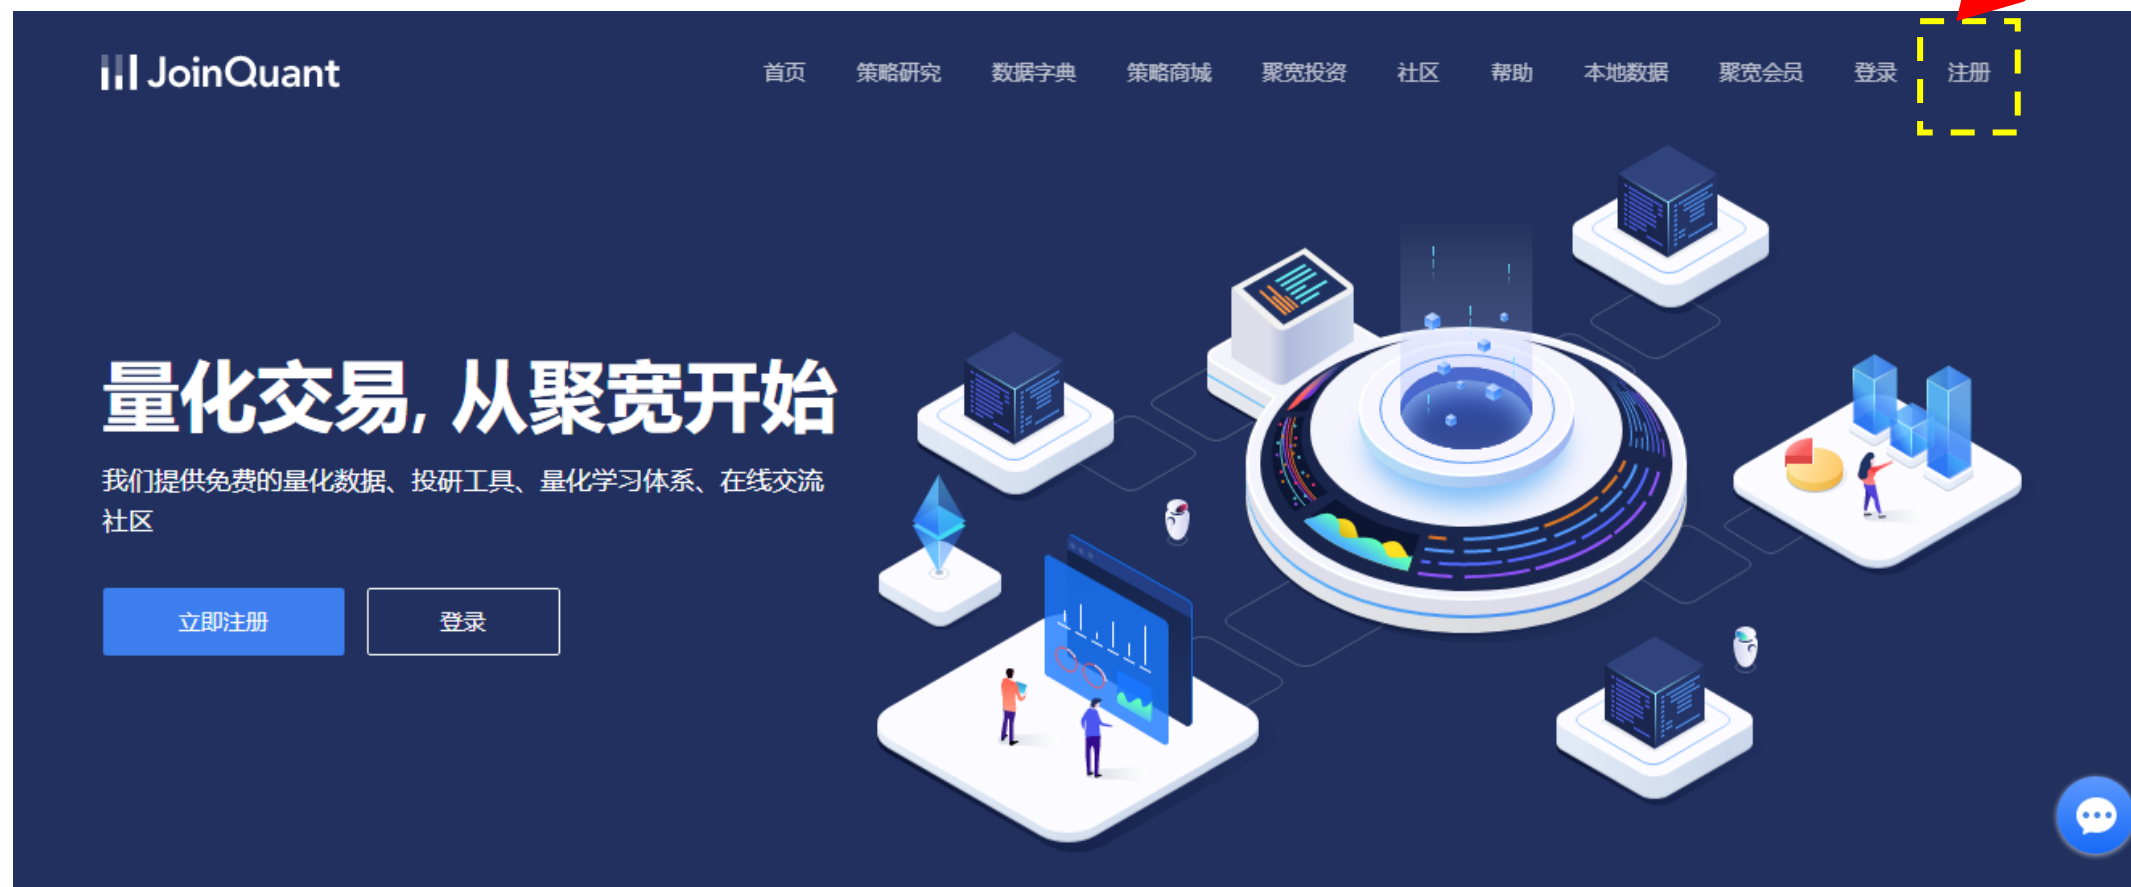 JoinQuant
首页 策略研究 数据字典 策略商城 聚宽投资 社区 帮助 本地数据 聚宽会员 登录 注册
量化交易, 从聚宽开始
我们提供免费的量化数据、投研工具、量化学习体系、在线交流
社区
立即注册 登录